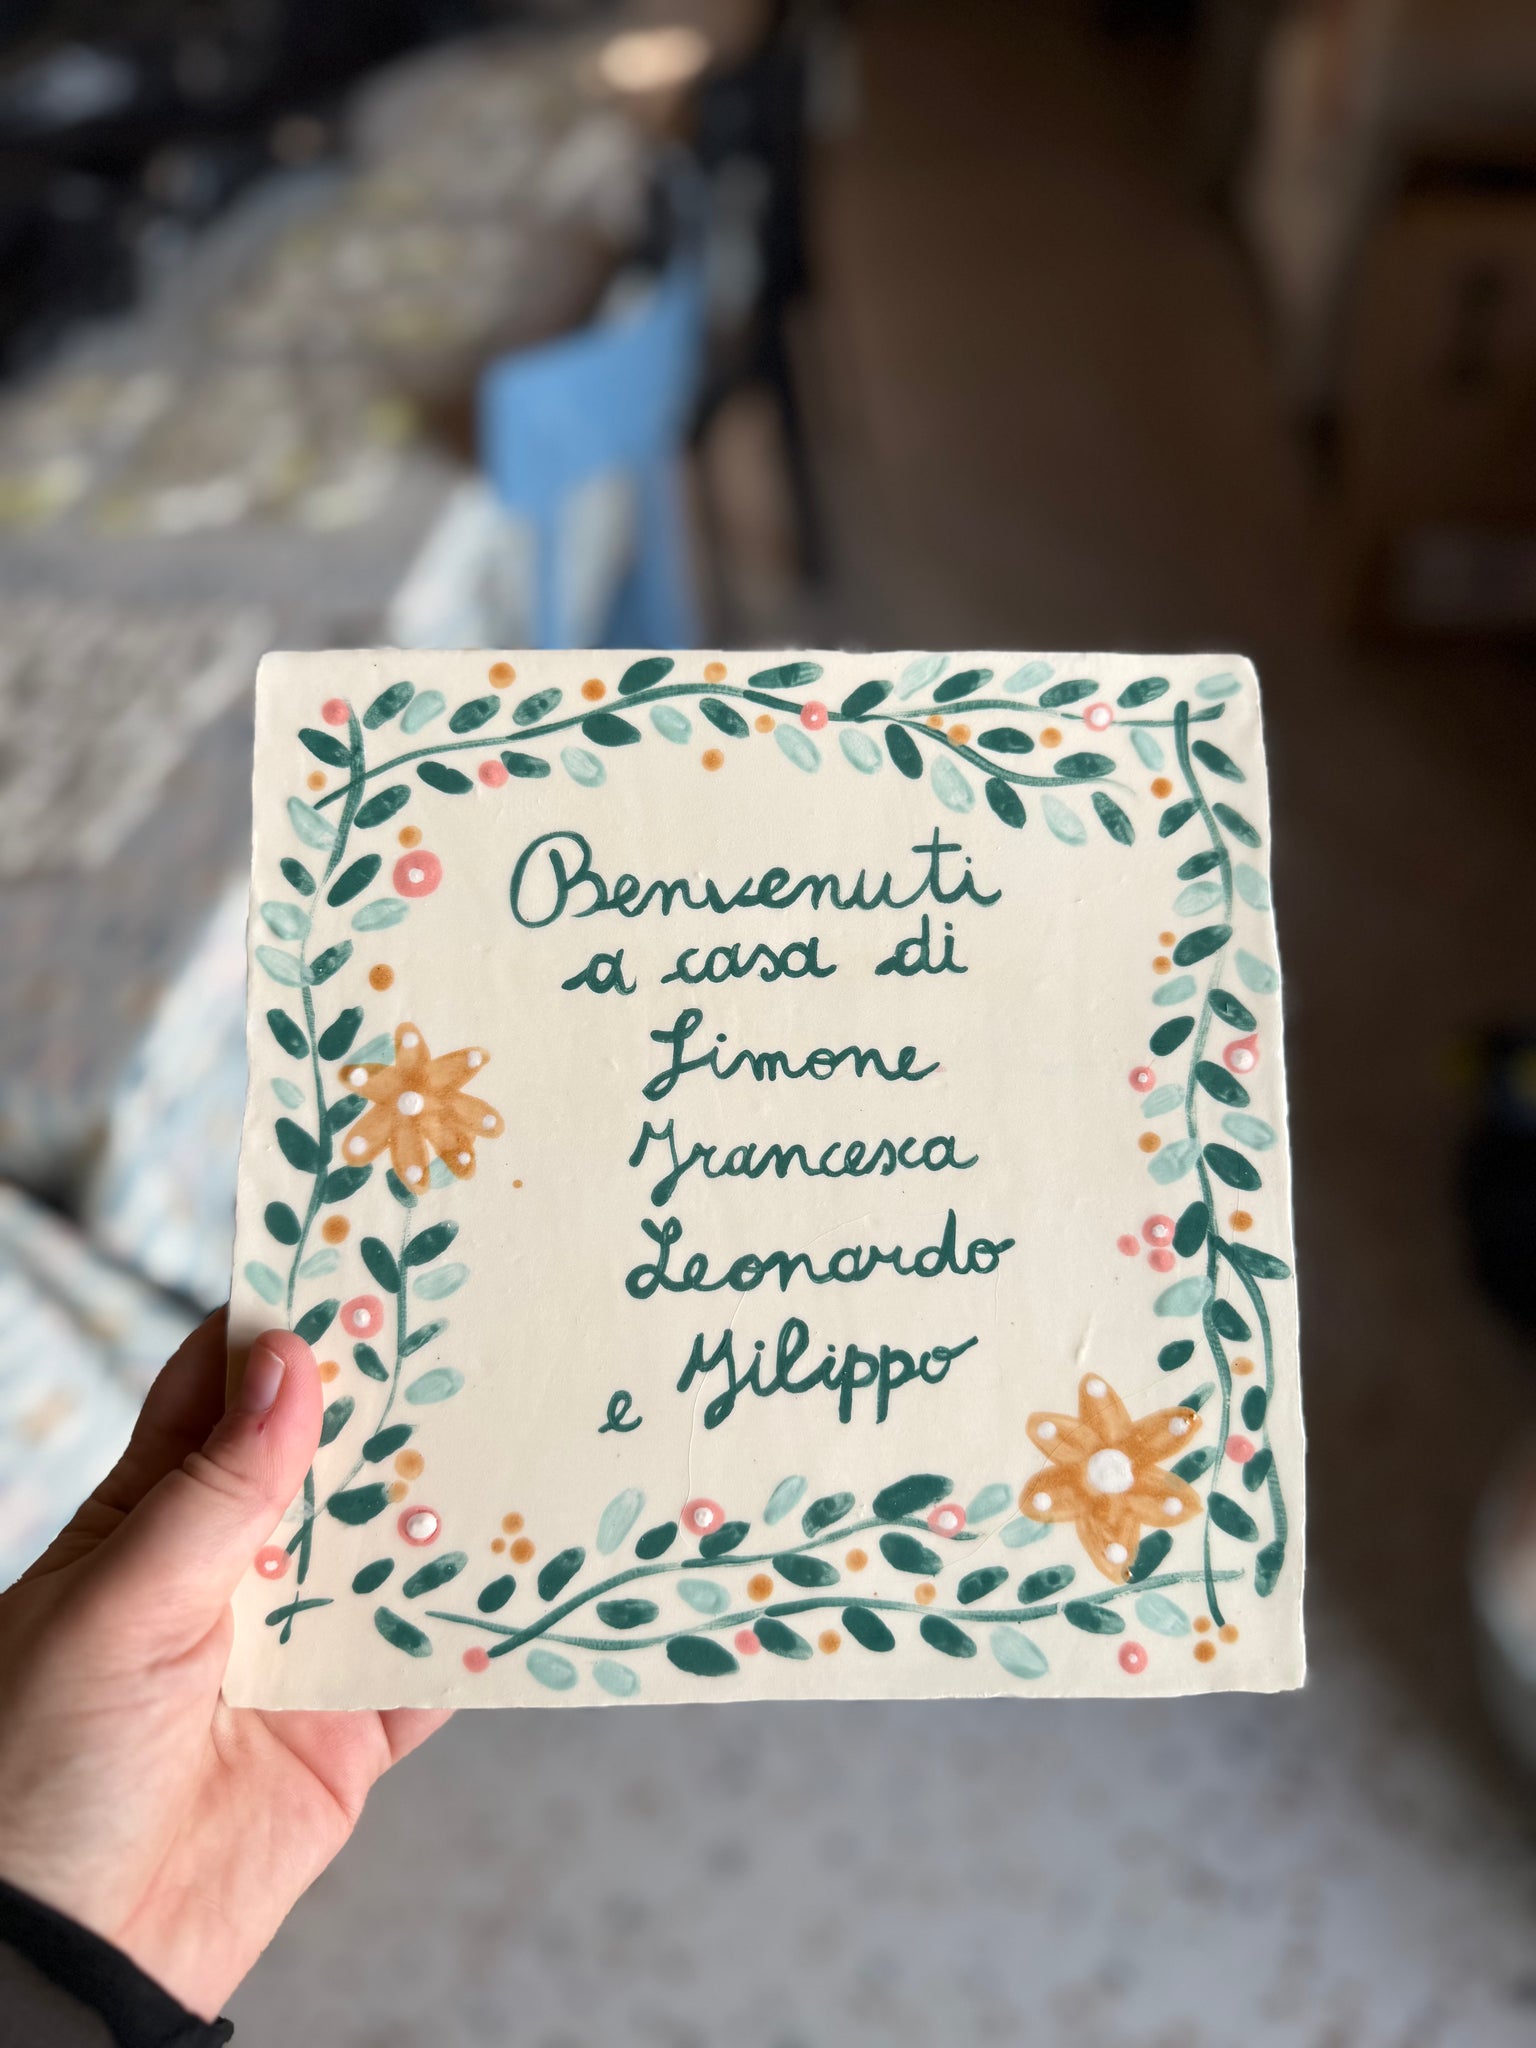 Benvenuti
a casa di
Simone
Francesca
Leonardo
e Filippo